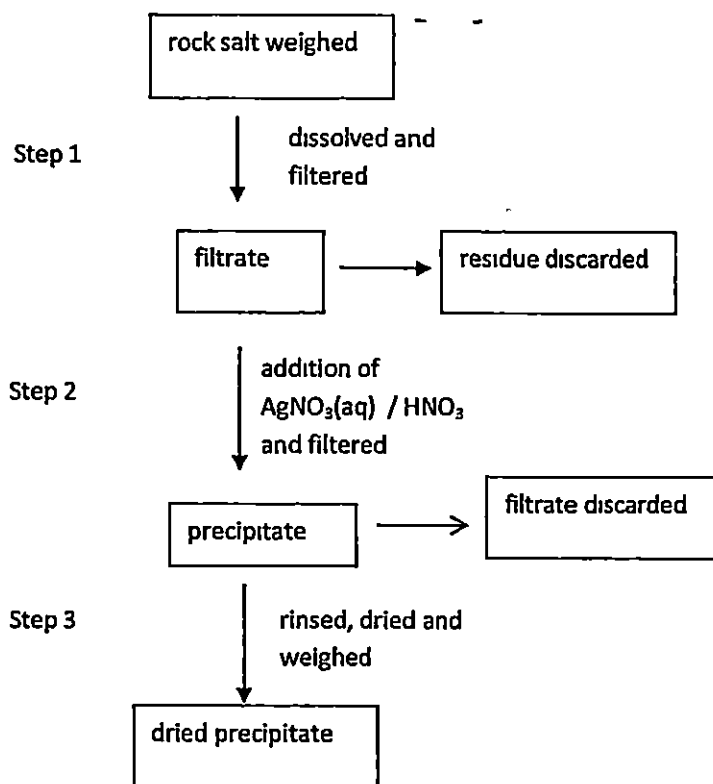 rock salt weighed
Step 1
dissolved and
filtered
filtrate
residue discarded
Step 2
addition of
AgNO₃(aq) / HNO₃
and filtered
precipitate
filtrate discarded
Step 3
rinsed, dried and
weighed
dried precipitate